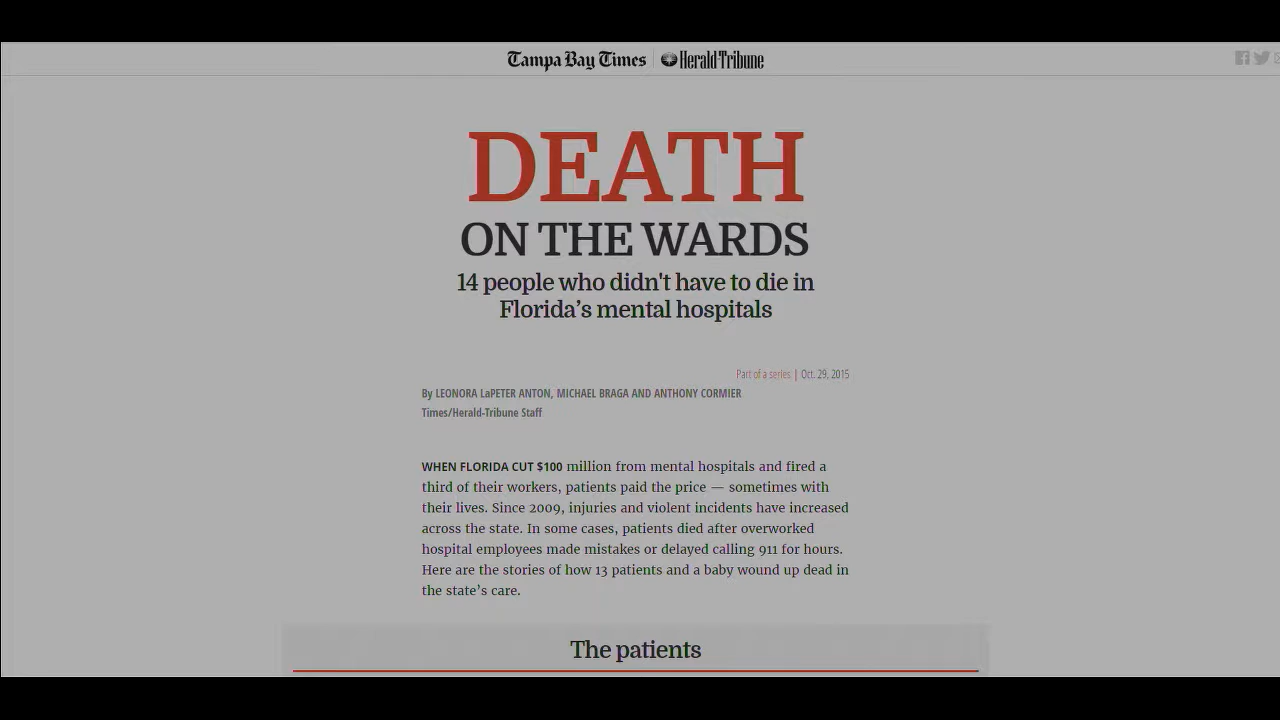 Tampa Bay Times | Herald-Tribune
DEATH
ON THE WARDS
14 people who didn't have to die in
Florida’s mental hospitals
Part of a series | Oct. 29, 2015
By LEONORA LaPETER ANTON, MICHAEL BRAGA AND ANTHONY CORMIER
Times/Herald-Tribune Staff
WHEN FLORIDA CUT $100 million from mental hospitals and fired a
third of their workers, patients paid the price — sometimes with
their lives. Since 2009, injuries and violent incidents have increased
across the state. In some cases, patients died after overworked
hospital employees made mistakes or delayed calling 911 for hours.
Here are the stories of how 13 patients and a baby wound up dead in
the state’s care.
The patients